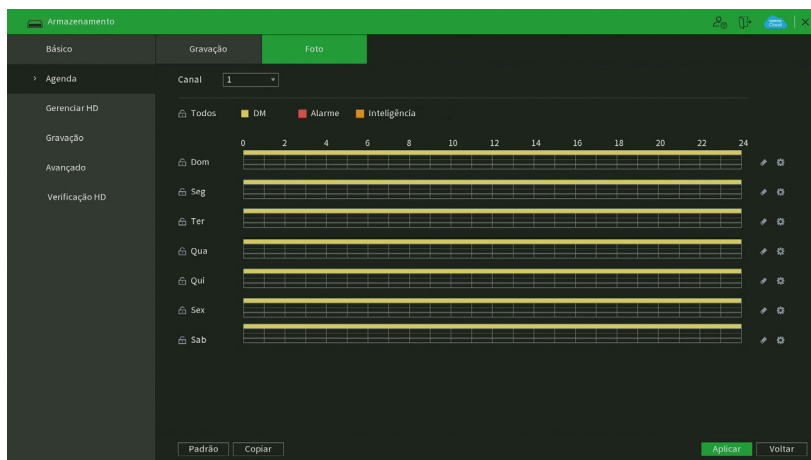 Armazenamento
Básico
Gravação
Foto
Agenda
Canal 1
Gerenciar HD
Todos DM Alarme Inteligência
Gravação
0 2 4 6 8 10 12 14 16 18 20 22 24
Dom
Avançado
Seg
Verificação HD
Ter
Qua
Qui
Sex
Sab
Padrão Copiar Aplicar Voltar